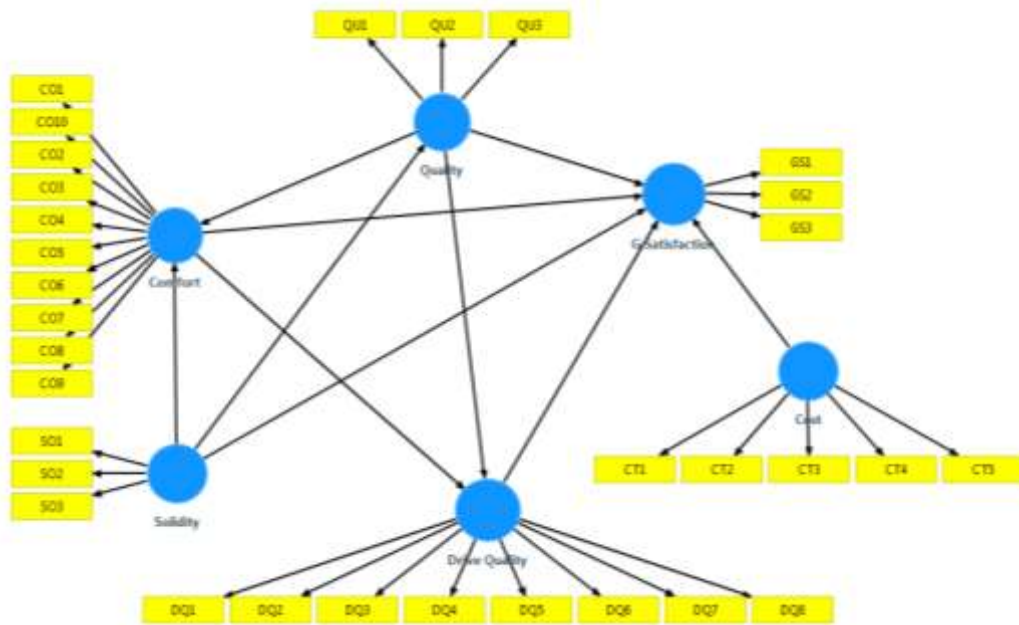 QU1 QU2 QU3
CO1
CO10
CO2
CO3
CO4
CO5
CO6
CO7
CO8
CO9
Quality
GS1
GS2
GS3
G.Satisfaction
Comfort
Cost
CT1 CT2 CT3 CT4 CT5
SO1
SO2
SO3
Solidity
Drive Quality
DQ1 DQ2 DQ3 DQ4 DQ5 DQ6 DQ7 DQ8